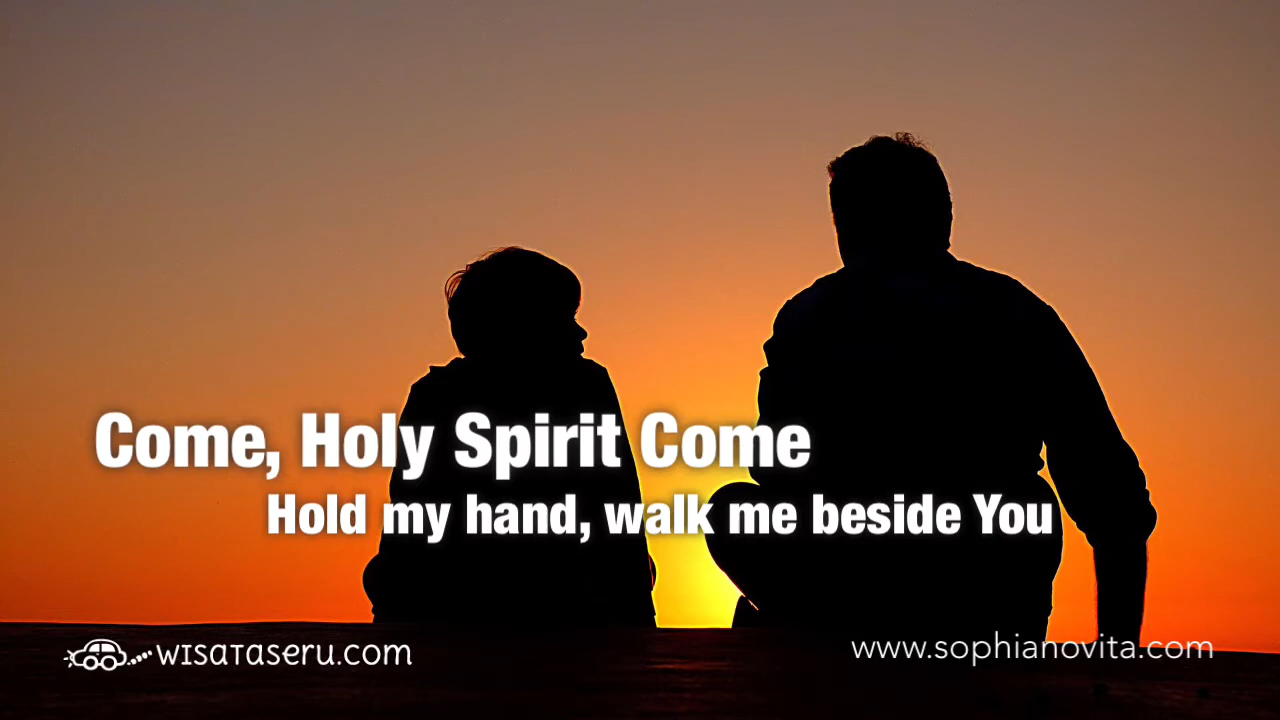 Come, Holy Spirit Come
Hold my hand, walk me beside You
wisataseru.com
www.sophianovita.com